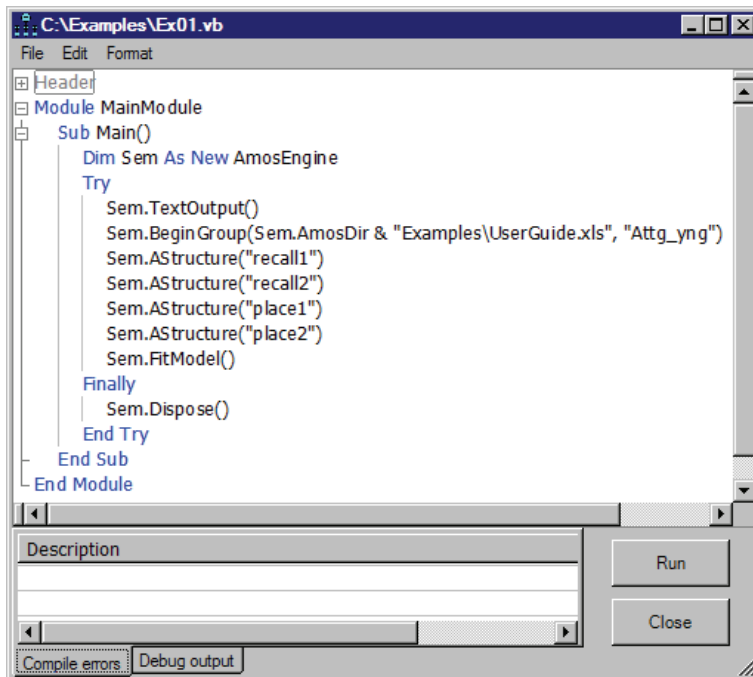 C:\Examples\Ex01.vb
File Edit Format
Header
Module MainModule
Sub Main()
Dim Sem As New AmosEngine
Try
Sem.TextOutput()
Sem.BeginGroup(Sem.AmosDir & "Examples\UserGuide.xls", "Attg_yng")
Sem.AStructure("recall1")
Sem.AStructure("recall2")
Sem.AStructure("place1")
Sem.AStructure("place2")
Sem.FitModel()
Finally
Sem.Dispose()
End Try
End Sub
End Module
Description
Run
Close
Compile errors Debug output